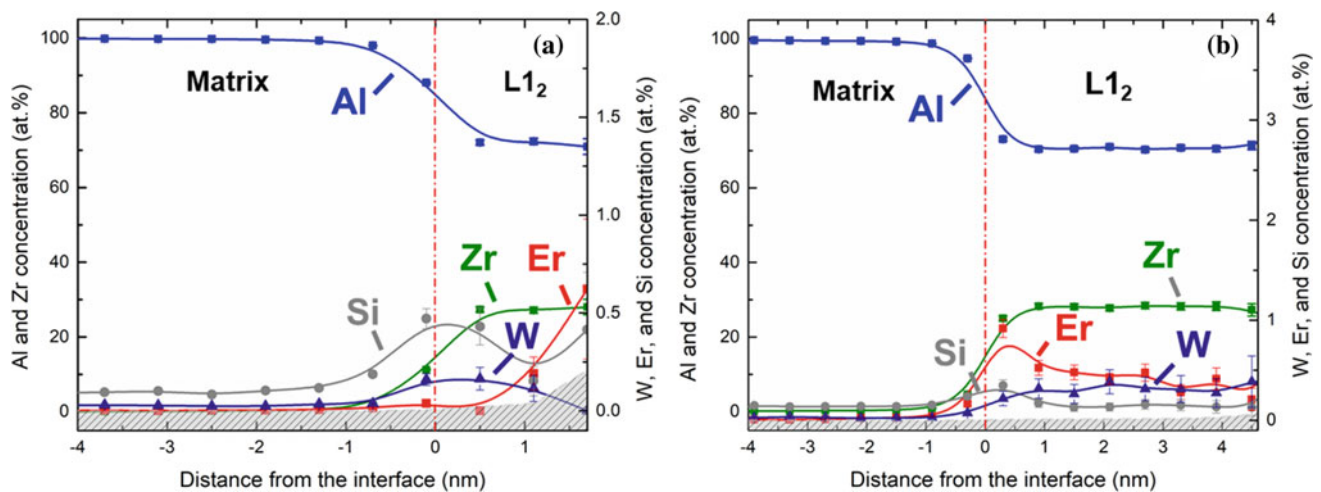 (a)
Matrix
L1₂
Al
Zr
Er
Si
W
Al and Zr concentration (at.%)
100
80
60
40
20
0
W, Er, and Si concentration (at.%)
2.0
1.5
1.0
0.5
0.0
-4 -3 -2 -1 0 1
Distance from the interface (nm)
(b)
Matrix
L1₂
Al
Zr
Er
Si
W
Al and Zr concentration (at.%)
100
80
60
40
20
0
W, Er, and Si concentration (at.%)
4
3
2
1
0
-4 -3 -2 -1 0 1 2 3 4
Distance from the interface (nm)